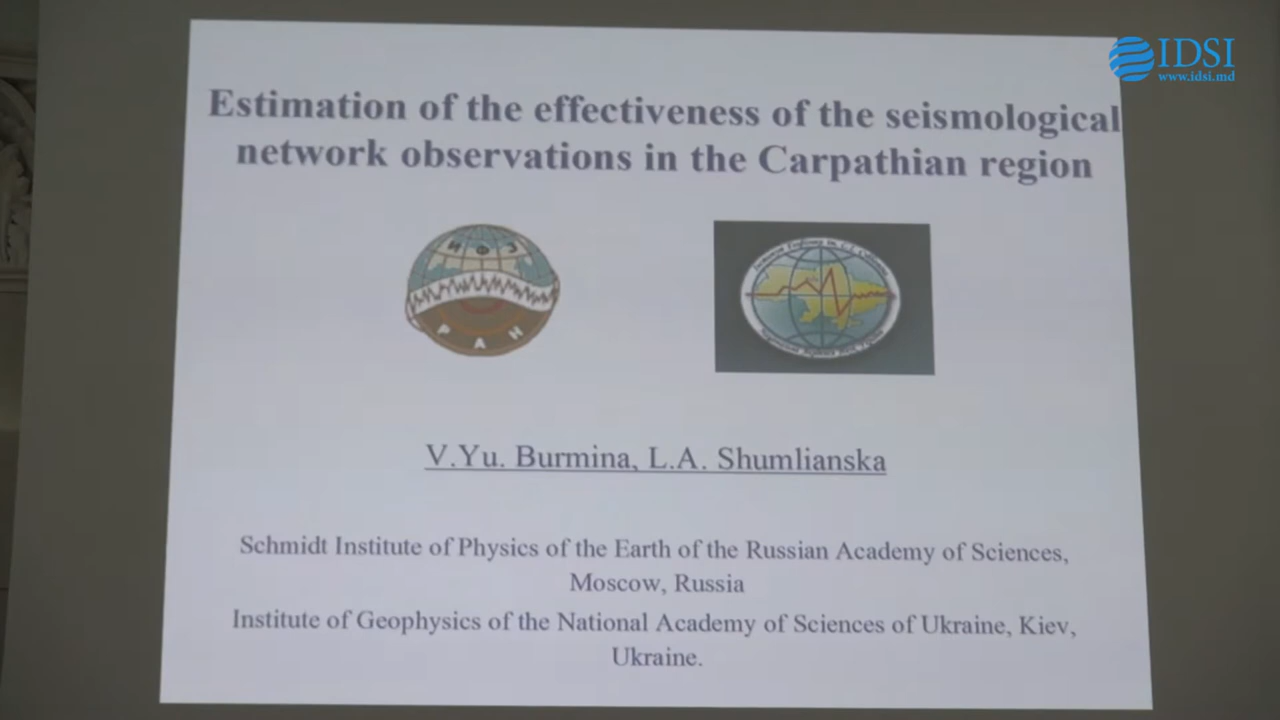 IDSI
www.idsi.md
Estimation of the effectiveness of the seismological
network observations in the Carpathian region
И Ф З
Р А Н
V.Yu. Burmina, L.A. Shumlianska
Schmidt Institute of Physics of the Earth of the Russian Academy of Sciences,
Moscow, Russia
Institute of Geophysics of the National Academy of Sciences of Ukraine, Kiev,
Ukraine.